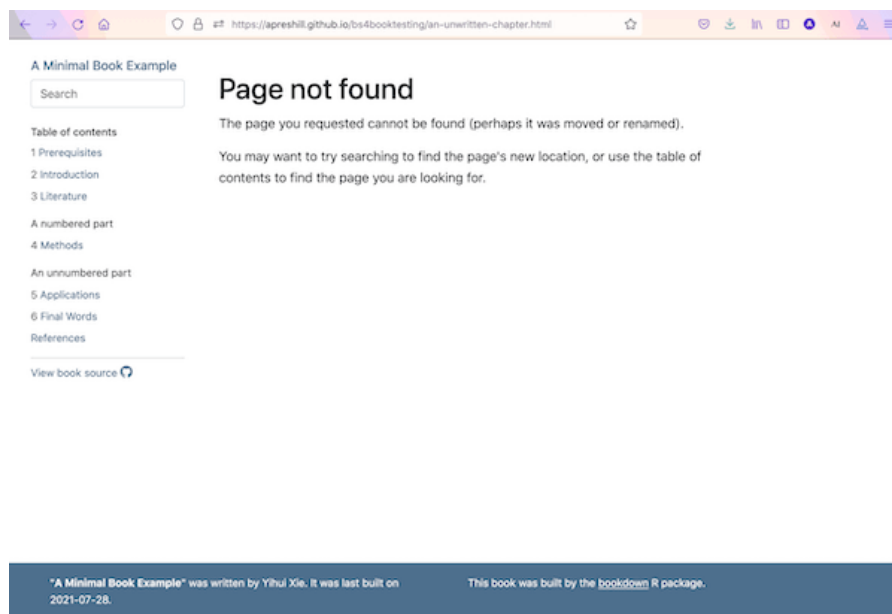 https://apreshill.github.io/bs4booktesting/an-unwritten-chapter.html
A Minimal Book Example
Search
Table of contents
1 Prerequisites
2 Introduction
3 Literature
A numbered part
4 Methods
An unnumbered part
5 Applications
6 Final Words
References
View book source
Page not found
The page you requested cannot be found (perhaps it was moved or renamed).
You may want to try searching to find the page's new location, or use the table of
contents to find the page you are looking for.
"A Minimal Book Example" was written by Yihui Xie. It was last built on
2021-07-28.
This book was built by the bookdown R package.